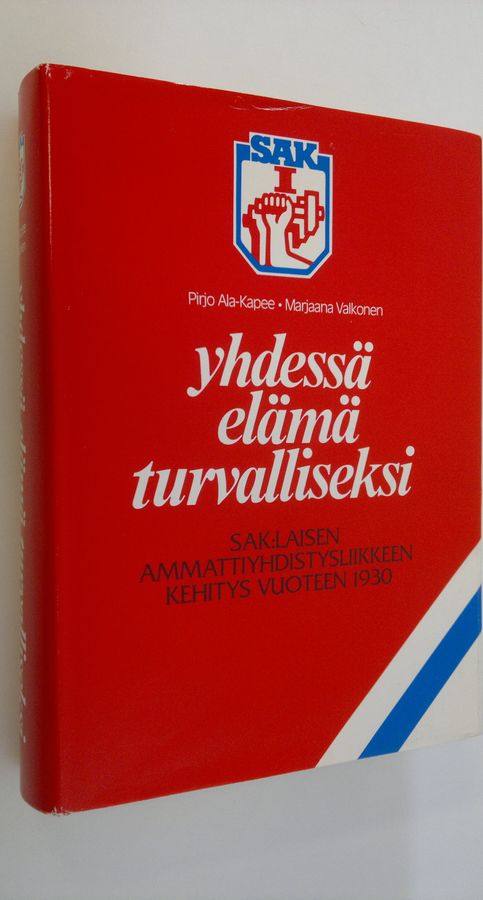 SAK
I
Pirjo Ala-Kapee • Marjaana Valkonen
yhdessä
elämä
turvalliseksi
SAK:LAISEN
AMMATTIYHDISTYSLIIKKEEN
KEHITYS VUOTEEN 1930